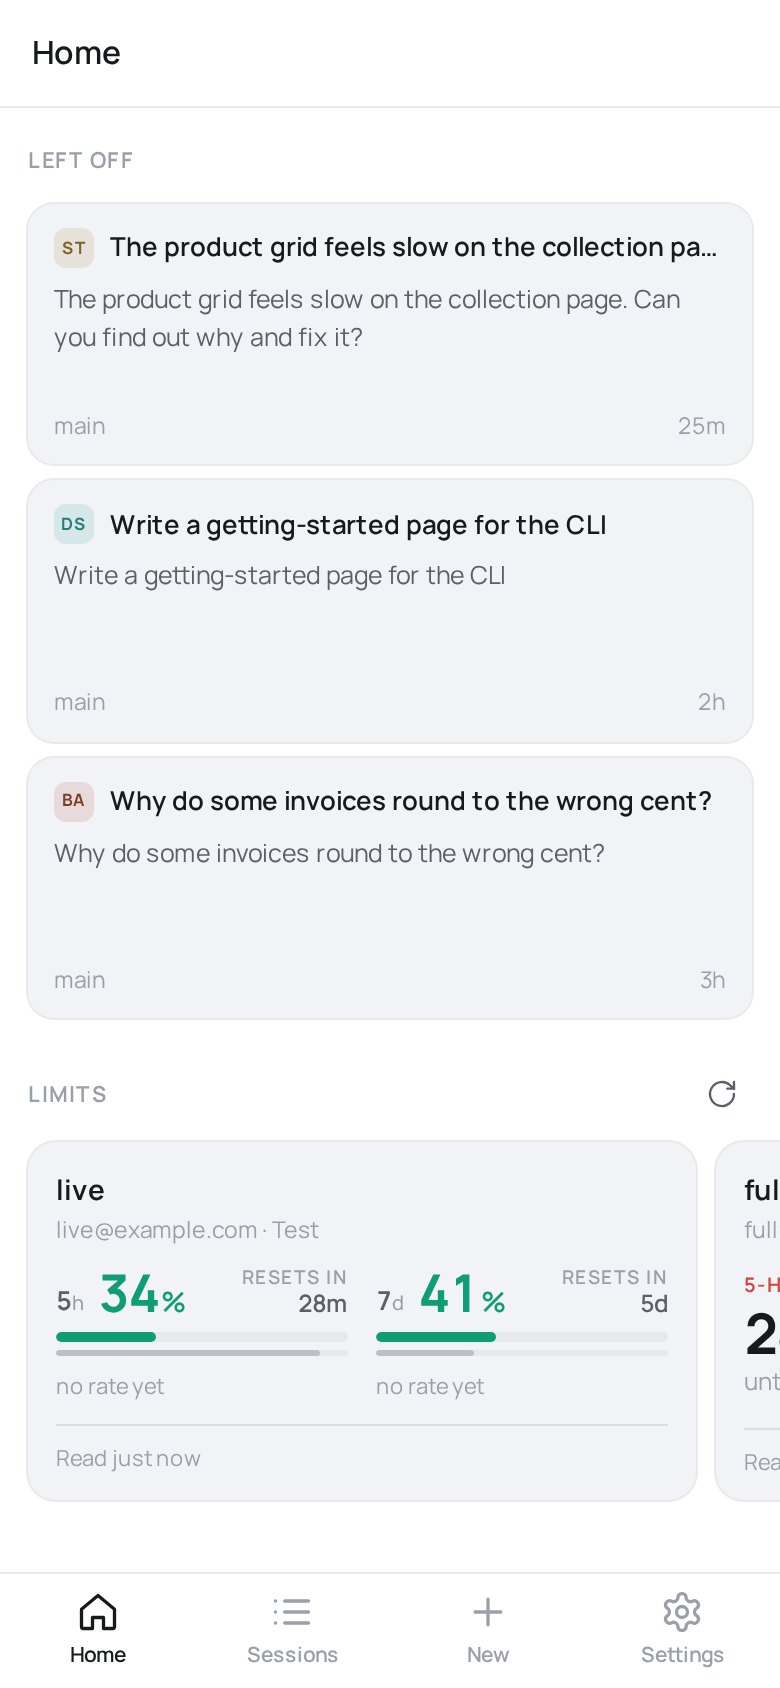 Home
LEFT OFF
ST The product grid feels slow on the collection pa...
The product grid feels slow on the collection page. Can
you find out why and fix it?
main 25m
DS Write a getting-started page for the CLI
Write a getting-started page for the CLI
main 2h
BA Why do some invoices round to the wrong cent?
Why do some invoices round to the wrong cent?
main 3h
LIMITS
live
live@example.com · Test
5h 34% RESETS IN 28m
7d 41% RESETS IN 5d
no rate yet no rate yet
Read just now
full
5-H
unt
Rea
Home Sessions New Settings